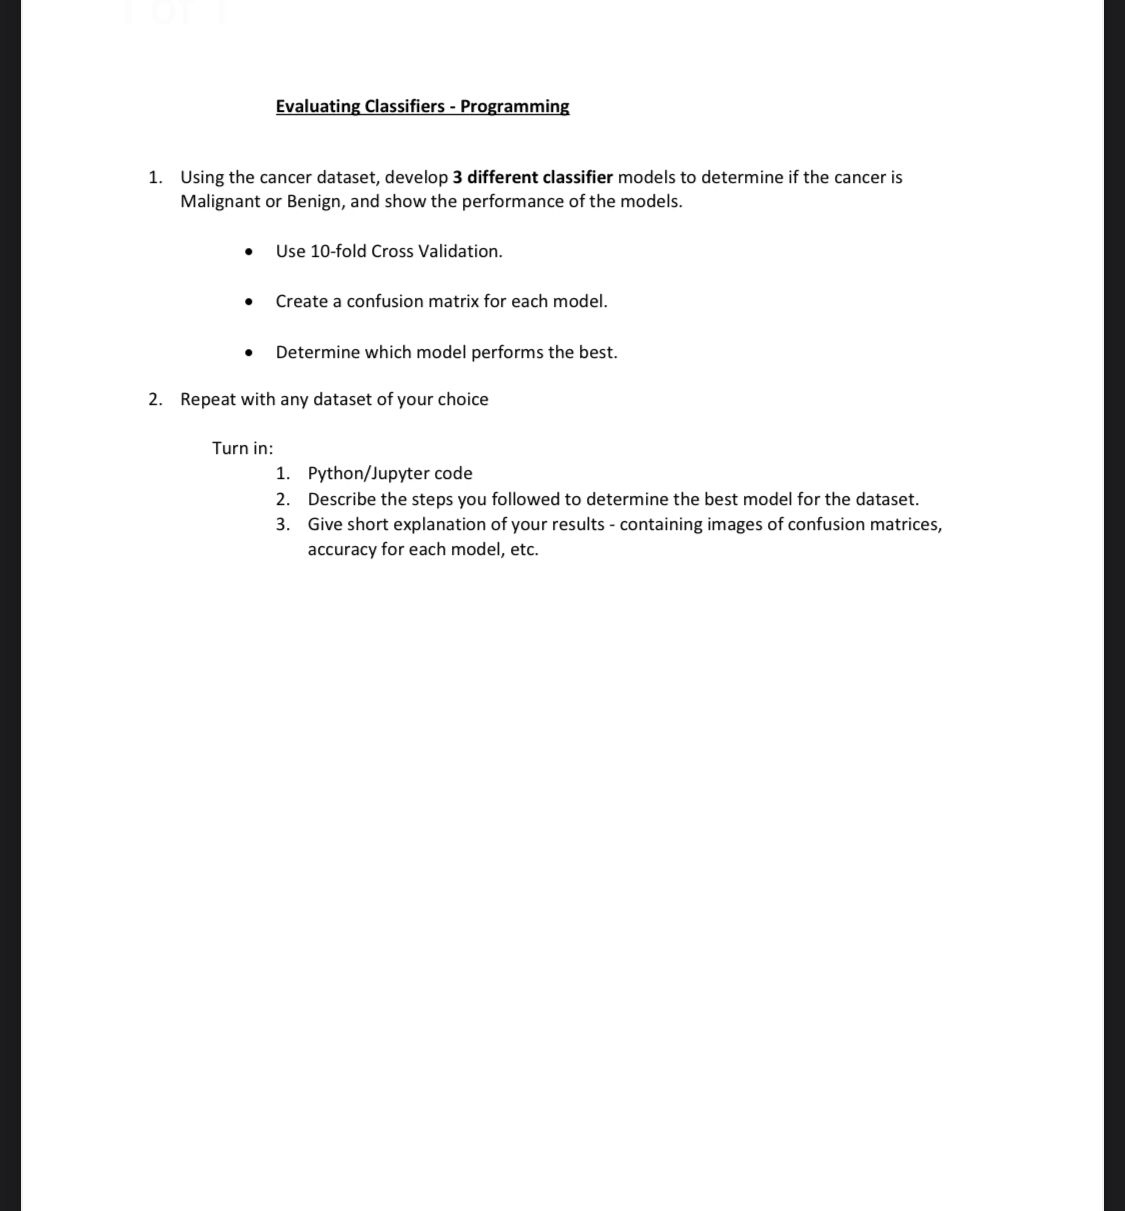 1 of 1
Evaluating Classifiers - Programming
1. Using the cancer dataset, develop 3 different classifier models to determine if the cancer is
Malignant or Benign, and show the performance of the models.
• Use 10-fold Cross Validation.
• Create a confusion matrix for each model.
• Determine which model performs the best.
2. Repeat with any dataset of your choice
Turn in:
1. Python/Jupyter code
2. Describe the steps you followed to determine the best model for the dataset.
3. Give short explanation of your results - containing images of confusion matrices,
accuracy for each model, etc.